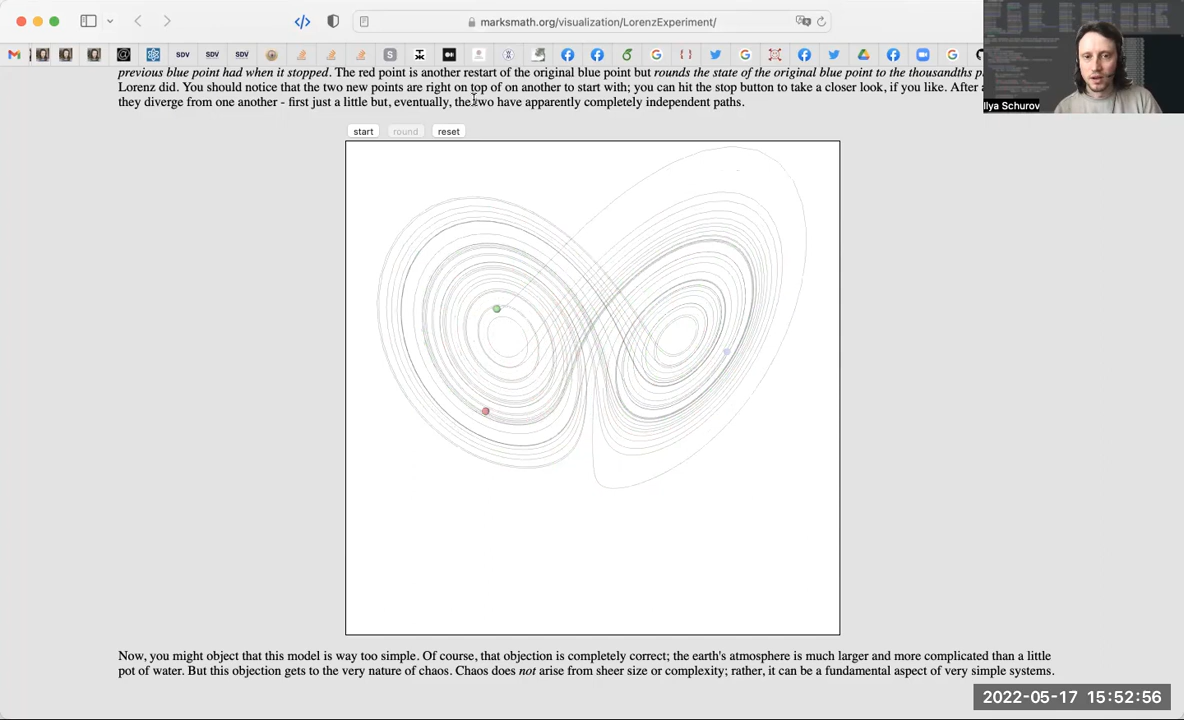 marksmath.org/visualization/LorenzExperiment/
SDV SDV SDV
previous blue point had when it stopped. The red point is another restart of the original blue point but rounds the state of the original blue point to the thousandths
Lorenz did. You should notice that the two new points are right on top of on another to start with; you can hit the stop button to take a closer look, if you like. After
they diverge from one another - first just a little but, eventually, the two have apparently completely independent paths.
Ilya Schurov
start round reset
Now, you might object that this model is way too simple. Of course, that objection is completely correct; the earth's atmosphere is much larger and more complicated than a little
pot of water. But this objection gets to the very nature of chaos. Chaos does not arise from sheer size or complexity; rather, it can be a fundamental aspect of very simple systems.
2022-05-17 15:52:56